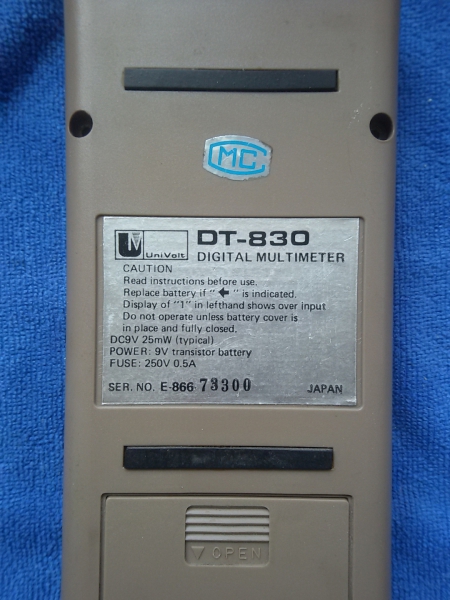 MC
UniVolt
DT-830
DIGITAL MULTIMETER
CAUTION
Read instructions before use.
Replace battery if "🡰" is indicated.
Display of "1" in lefthand shows over input
Do not operate unless battery cover is
in place and fully closed.
DC9V 25mW (typical)
POWER: 9V transistor battery
FUSE: 250V 0.5A
SER. NO. E-866 73300 JAPAN
▽ OPEN